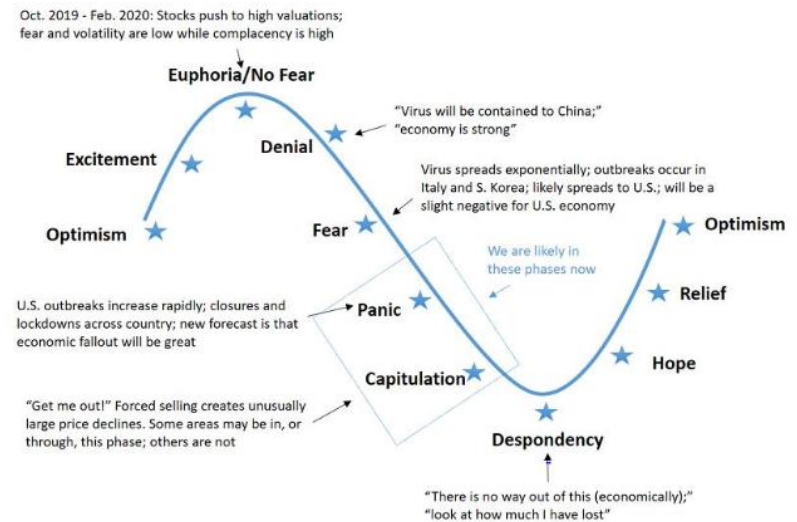 Oct. 2019 - Feb. 2020: Stocks push to high valuations;
fear and volatility are low while complacency is high
Euphoria/No Fear
"Virus will be contained to China;"
"economy is strong"
Denial
Excitement
Virus spreads exponentially; outbreaks occur in
Italy and S. Korea; likely spreads to U.S.; will be a
slight negative for U.S. economy
Optimism
Fear
Optimism
We are likely in
these phases now
Relief
U.S. outbreaks increase rapidly; closures and
lockdowns across country; new forecast is that
economic fallout will be great
Panic
Hope
Capitulation
"Get me out!" Forced selling creates unusually
large price declines. Some areas may be in, or
through, this phase; others are not
Despondency
"There is no way out of this (economically);"
"look at how much I have lost"